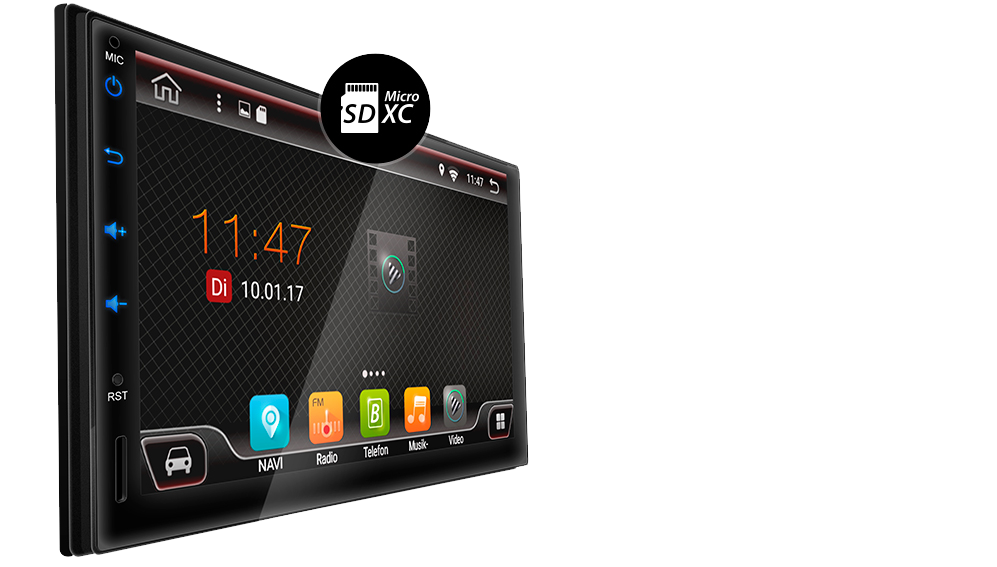 MIC
Micro
SD XC
11:47
11:47
Di 10.01.17
RST
FM
NAVI
Radio
Telefon
Musik-
Video